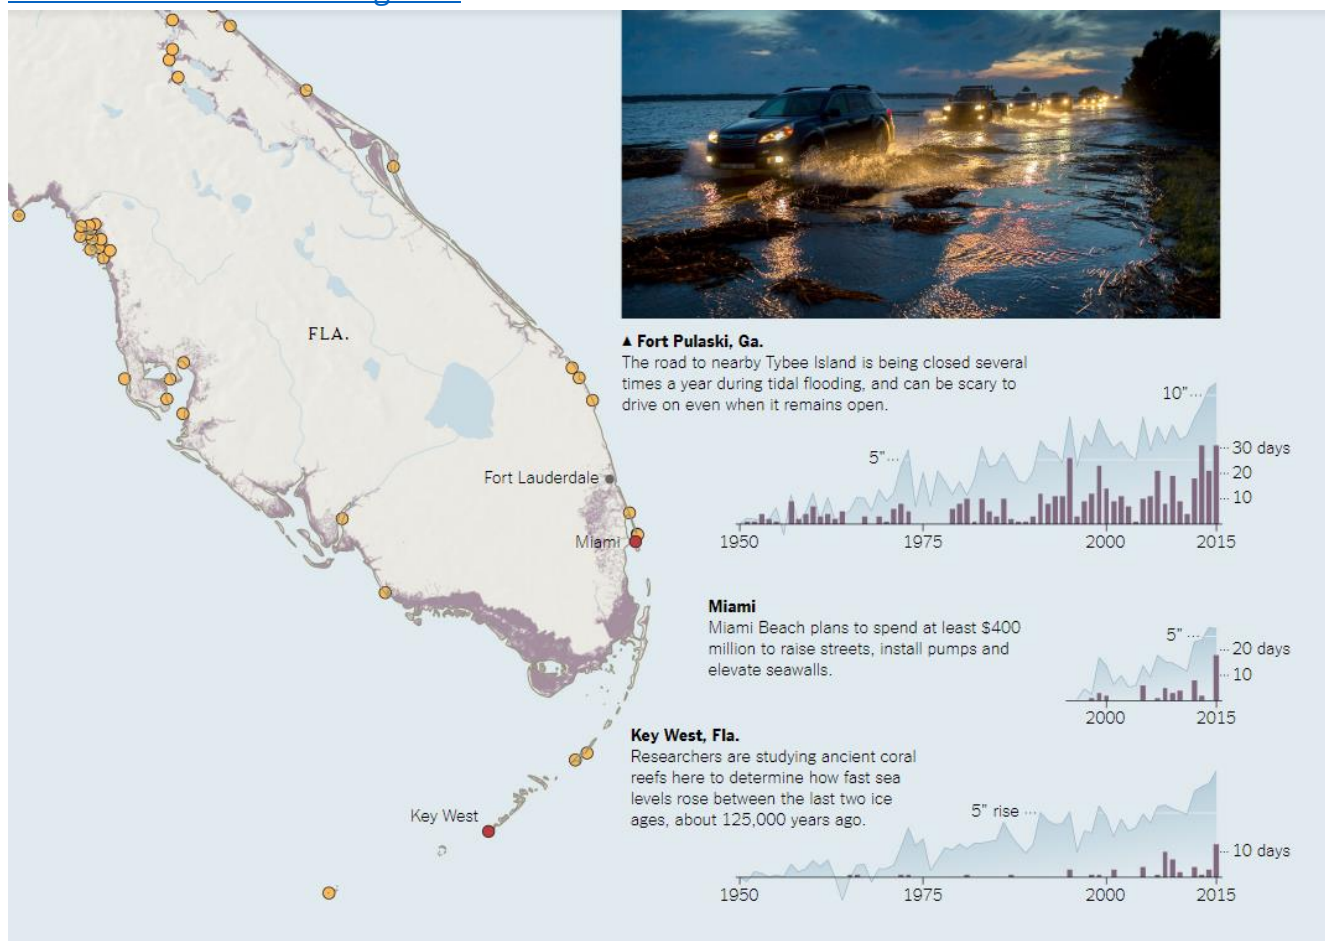 FLA.
Fort Lauderdale
Miami
Key West
▲ Fort Pulaski, Ga.
The road to nearby Tybee Island is being closed several
times a year during tidal flooding, and can be scary to
drive on even when it remains open.
10"
5"
30 days
20
10
1950 1975 2000 2015
Miami
Miami Beach plans to spend at least $400
million to raise streets, install pumps and
elevate seawalls.
5"
20 days
10
2000 2015
Key West, Fla.
Researchers are studying ancient coral
reefs here to determine how fast sea
levels rose between the last two ice
ages, about 125,000 years ago.
5" rise
10 days
1950 1975 2000 2015